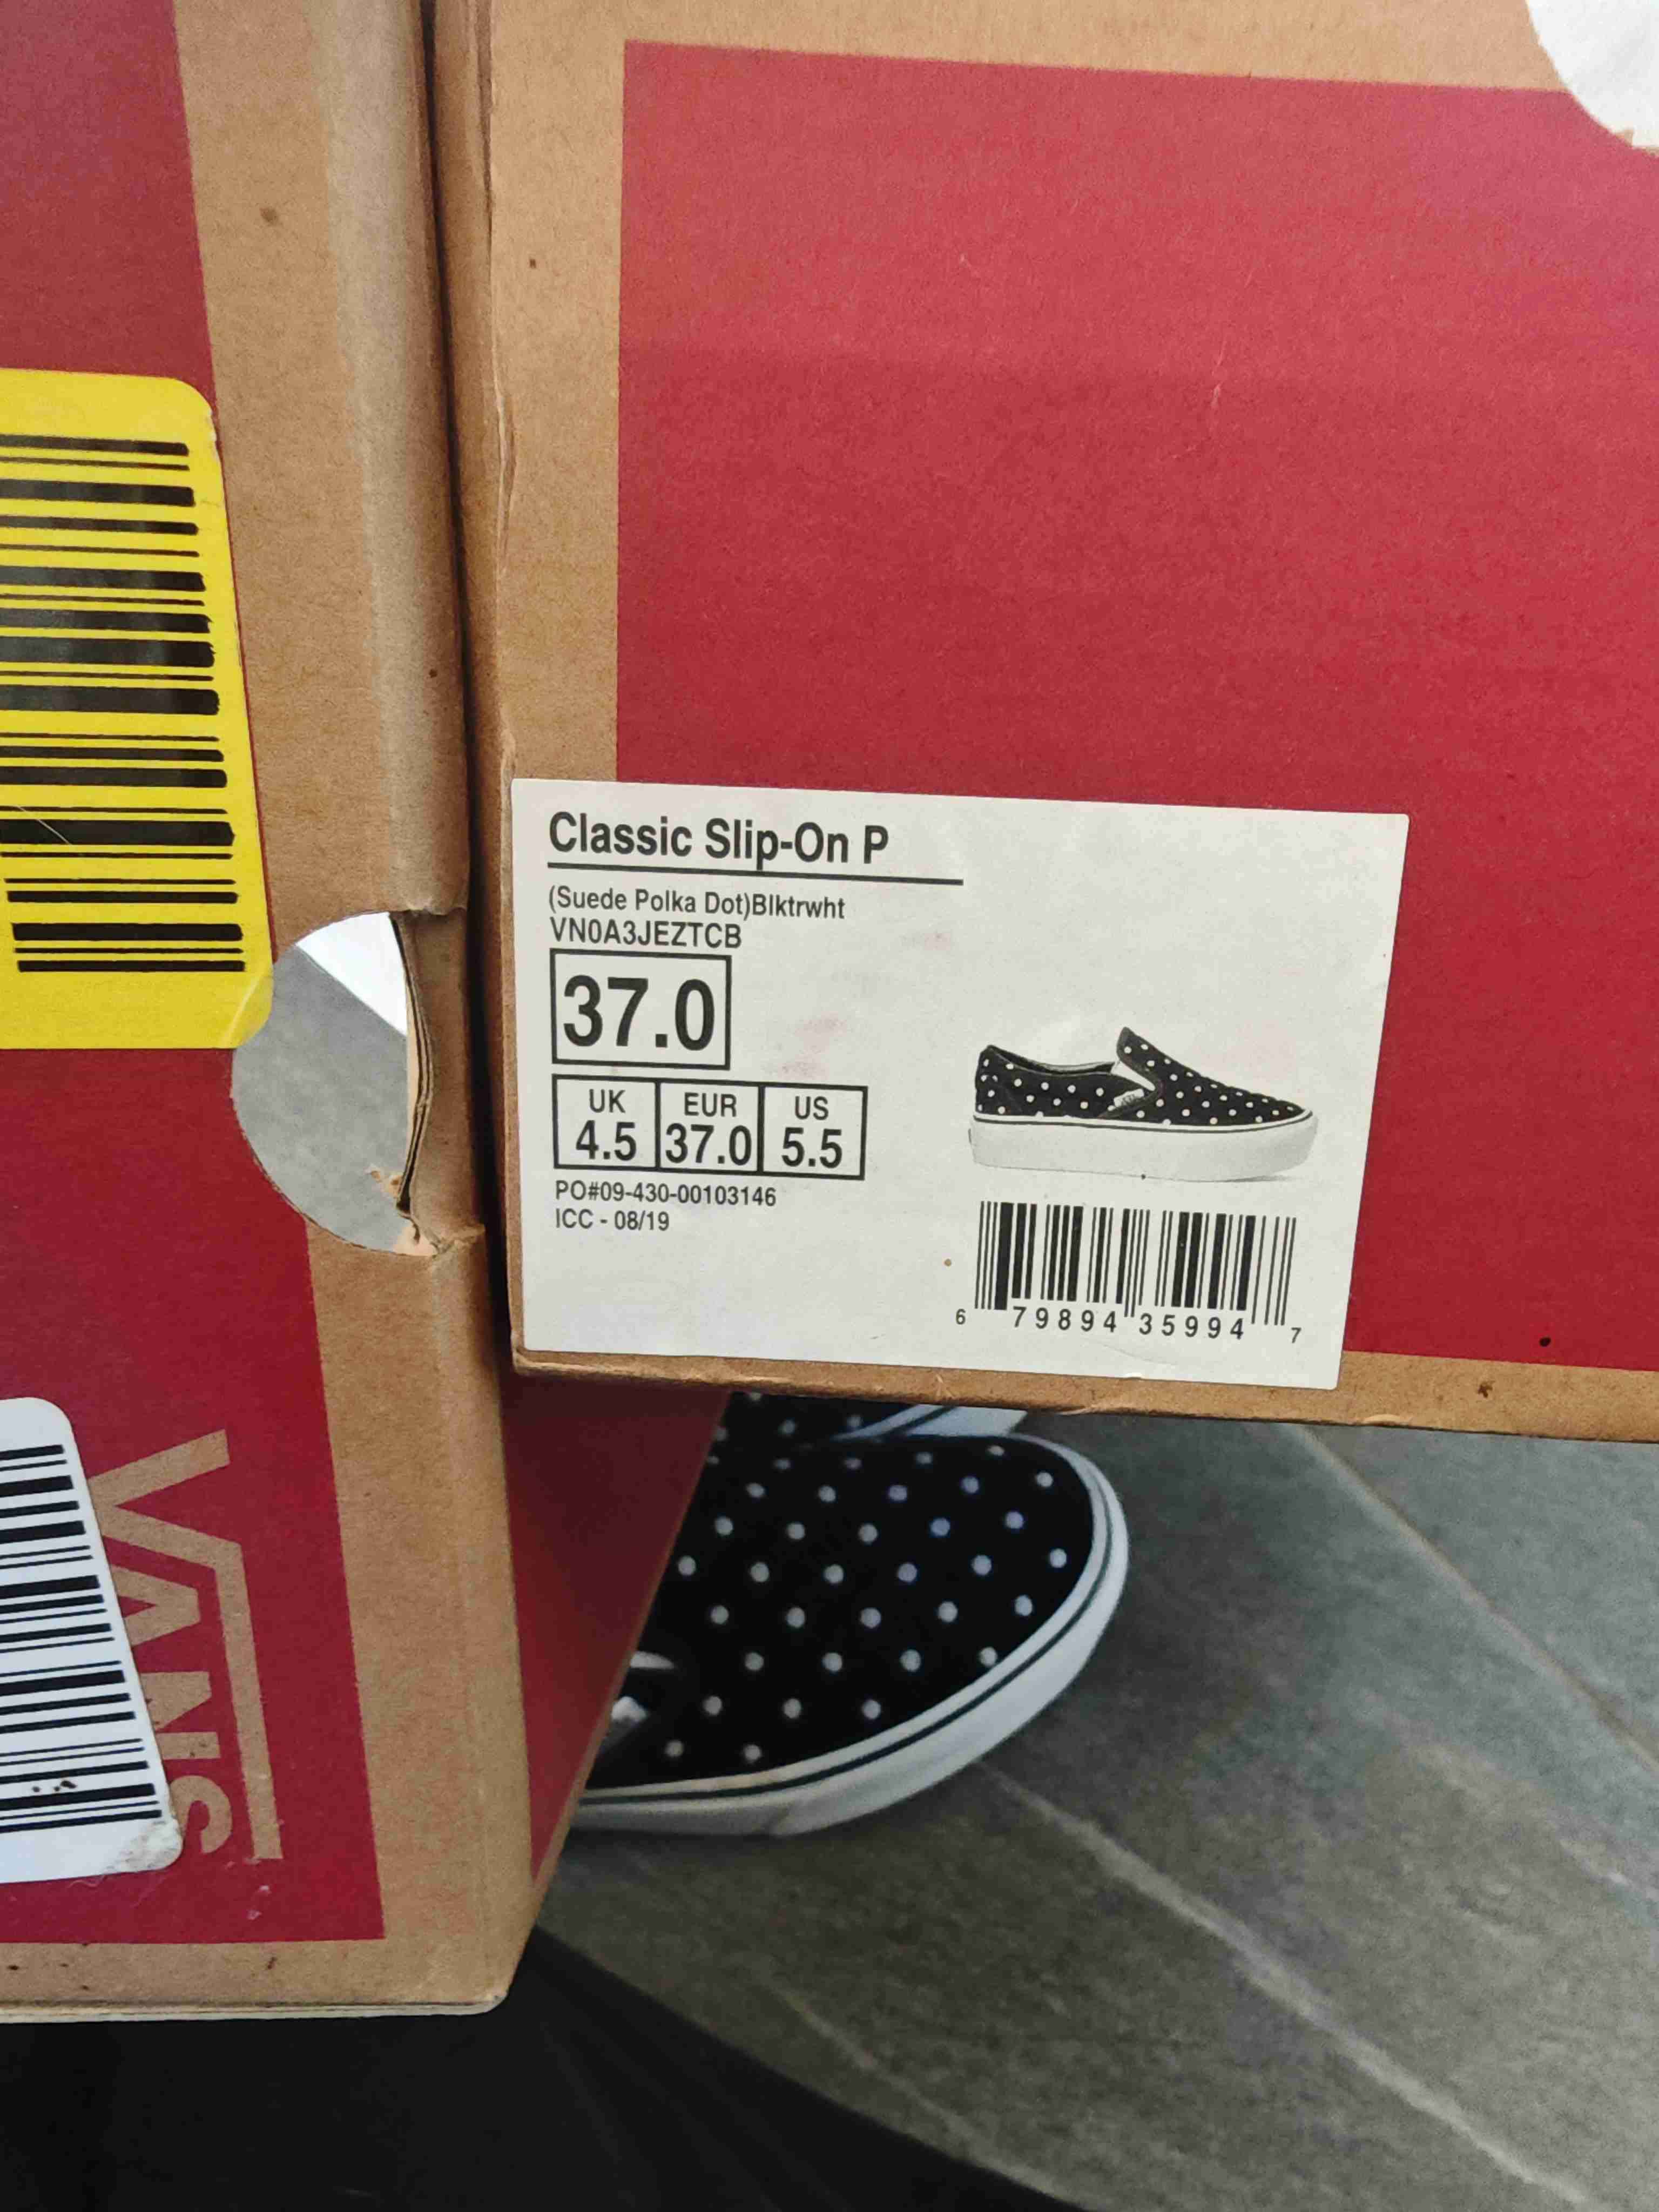 Classic Slip-On P
(Suede Polka Dot)Blktrwht
VN0A3JEZTCB
37.0
UK EUR US
4.5 37.0 5.5
PO#09-430-00103146
ICC - 08/19
6 79894 35994 7
VANS